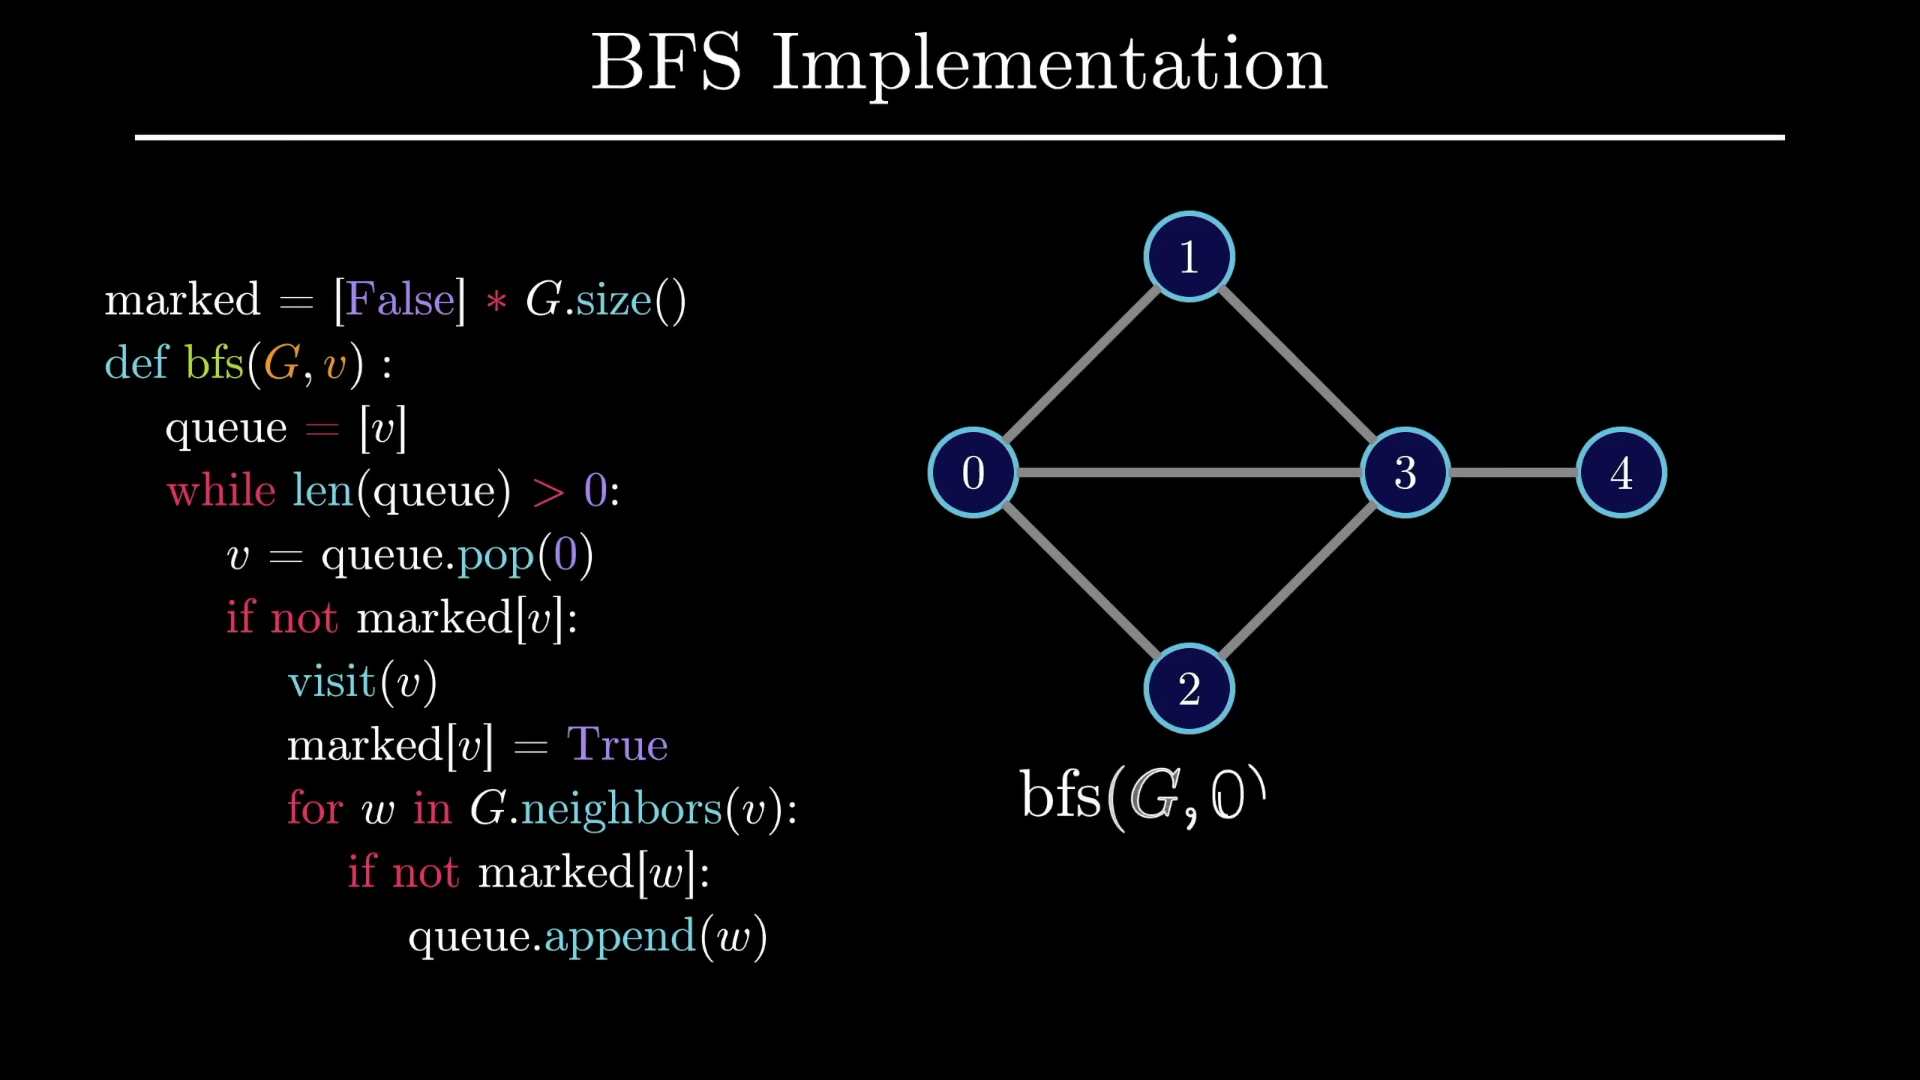 BFS Implementation
marked = [False] * G.size()
def bfs(G, v) :
queue = [v]
while len(queue) > 0:
v = queue.pop(0)
if not marked[v]:
visit(v)
marked[v] = True
for w in G.neighbors(v):
if not marked[w]:
queue.append(w)
1
0
3
4
2
bfs(G, 0)